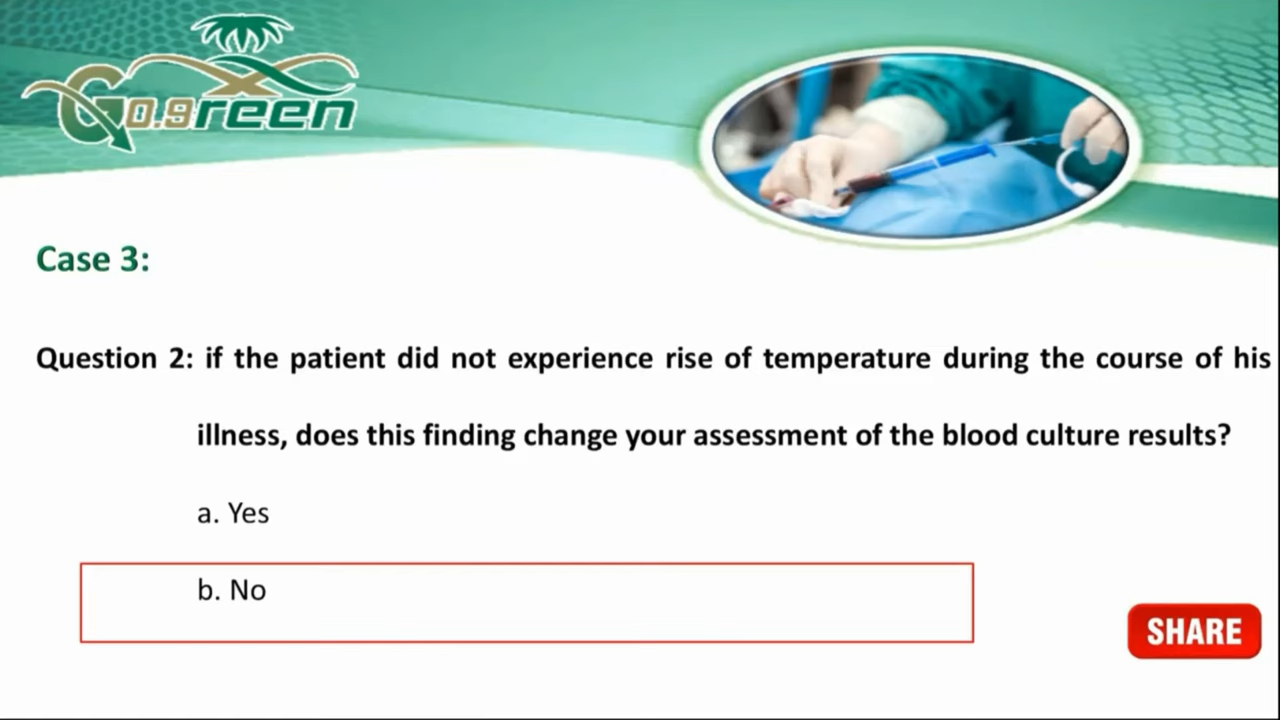 Go.green
Case 3:
Question 2: if the patient did not experience rise of temperature during the course of his
illness, does this finding change your assessment of the blood culture results?
a. Yes
b. No
SHARE